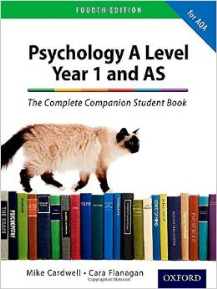 FOURTH EDITION
for AQA
Psychology A Level
Year 1 and AS
The Complete Companion Student Book
Mike Cardwell • Cara Flanagan
OXFORD